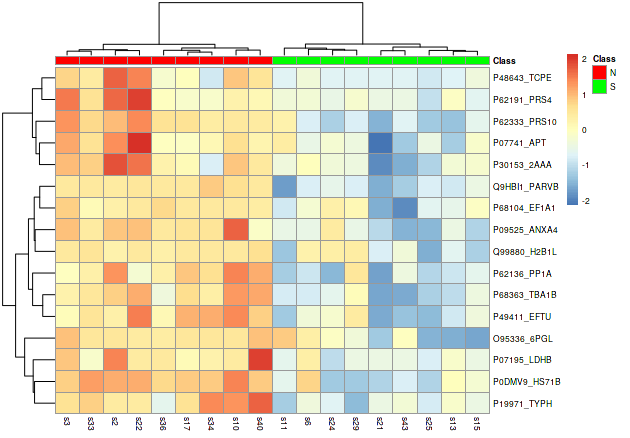 Class
P48643_TCPE
P62191_PRS4
P62333_PRS10
P07741_APT
P30153_2AAA
Q9HBI1_PARVB
P68104_EF1A1
P09525_ANXA4
Q99880_H2B1L
P62136_PP1A
P68363_TBA1B
P49411_EFTU
O95336_6PGL
P07195_LDHB
P0DMV9_HS71B
P19971_TYPH
s3 s33 s2 s22 s36 s17 s34 s10 s40 s11 s6 s24 s29 s21 s43 s25 s13 s15
2
1
0
-1
-2
Class
N
S